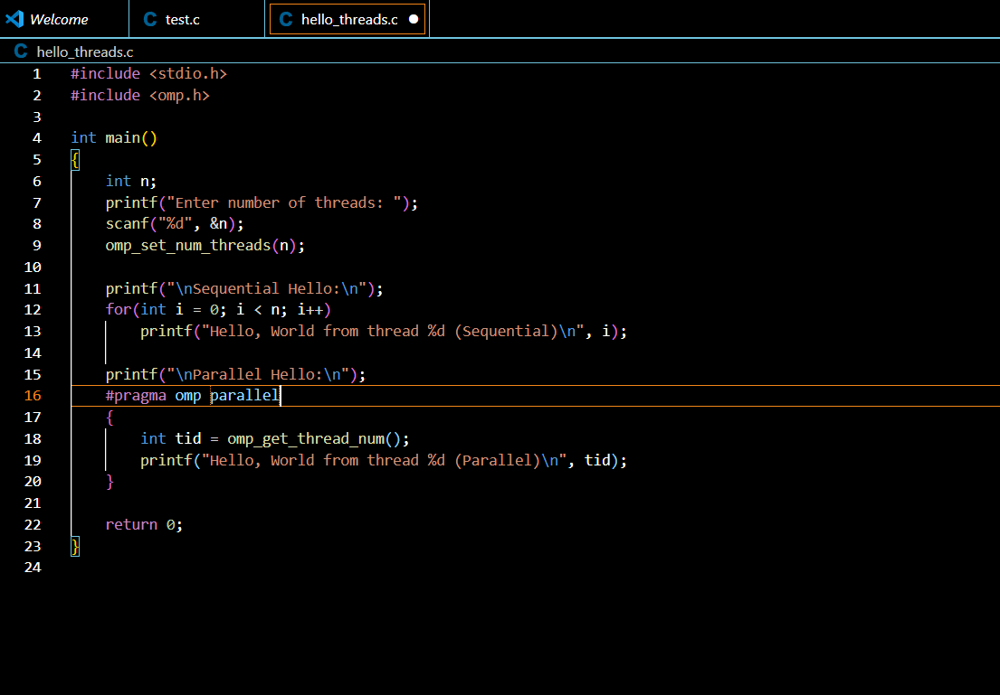 Welcome
C test.c
C hello_threads.c
C hello_threads.c
1 #include <stdio.h>
2 #include <omp.h>
3
4 int main()
5 {
6     int n;
7     printf("Enter number of threads: ");
8     scanf("%d", &n);
9     omp_set_num_threads(n);
10
11     printf("\nSequential Hello:\n");
12     for(int i = 0; i < n; i++)
13         printf("Hello, World from thread %d (Sequential)\n", i);
14
15     printf("\nParallel Hello:\n");
16     #pragma omp parallel
17     {
18         int tid = omp_get_thread_num();
19         printf("Hello, World from thread %d (Parallel)\n", tid);
20     }
21
22     return 0;
23 }
24